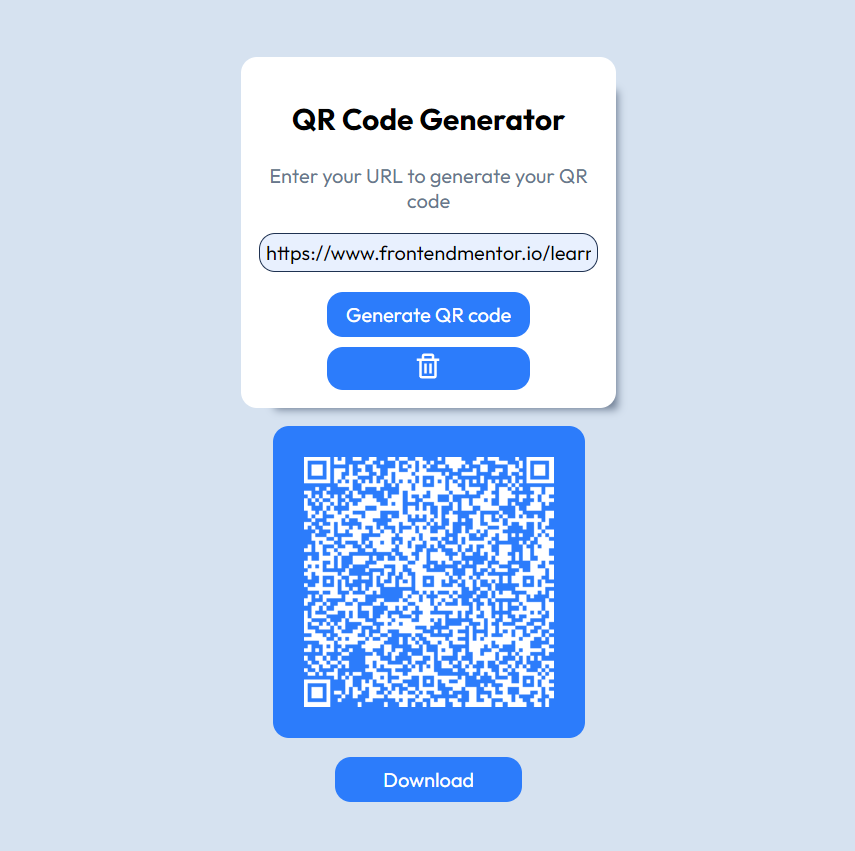 QR Code Generator
Enter your URL to generate your QR
code
https://www.frontendmentor.io/learr
Generate QR code
Download